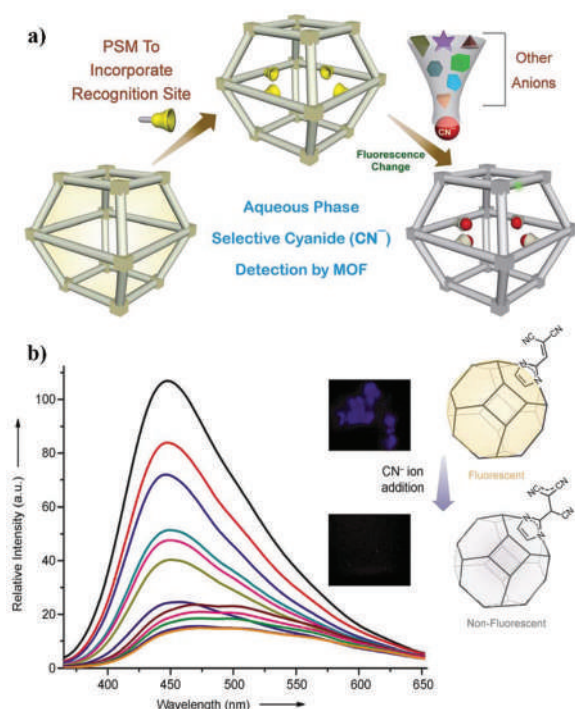 a)
PSM To
Incorporate
Recognition Site
Other
Anions
CN⁻
Fluorescence
Change
Aqueous Phase
Selective Cyanide (CN⁻)
Detection by MOF
b)
Relative Intensity (a.u.)
100
80
60
40
20
0
400
450
500
550
600
650
Wavelength (nm)
CN⁻ ion
addition
NC
CN
N
N
Fluorescent
NC
CN
CN
N
N
Non-Fluorescent